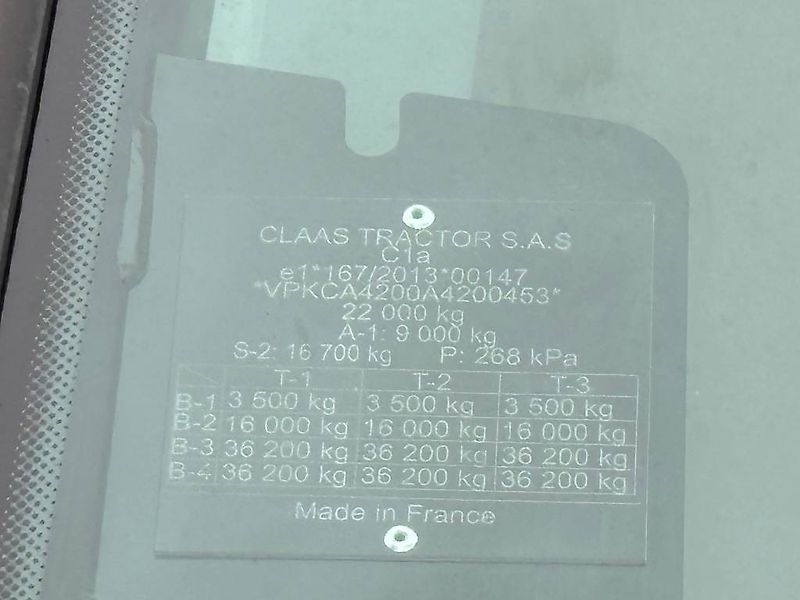 CLAAS TRACTOR S.A.S
C1a
e1*167/2013*00147
*VPKCA4200A4200453*
22 000 kg
A-1: 9 000 kg
S-2: 16 700 kg P: 268 kPa
T-1 T-2 T-3
B-1 3 500 kg 3 500 kg 3 500 kg
B-2 16 000 kg 16 000 kg 16 000 kg
B-3 36 200 kg 36 200 kg 36 200 kg
B-4 36 200 kg 36 200 kg 36 200 kg
Made in France